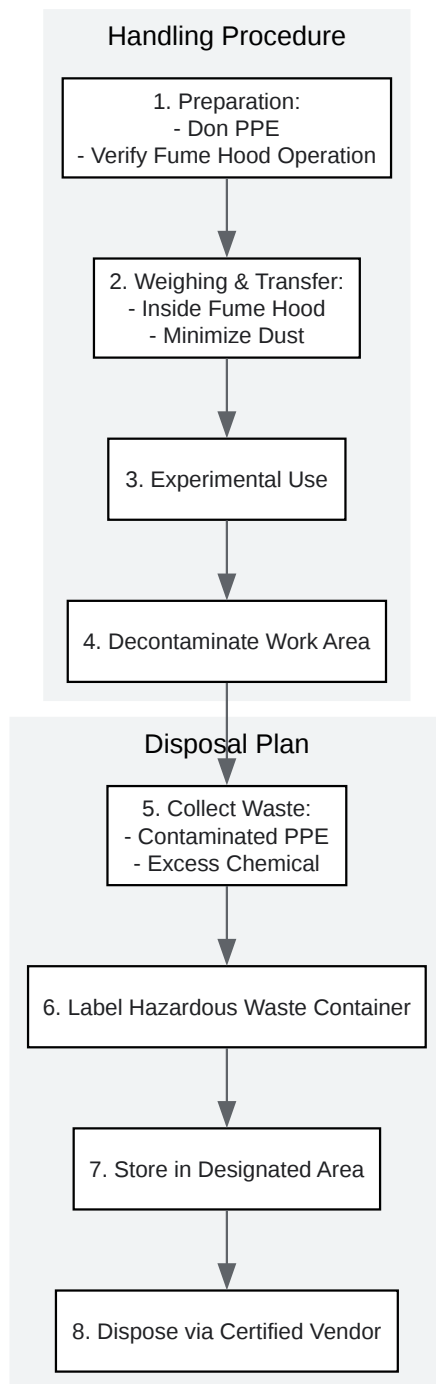 Handling Procedure
1. Preparation:
- Don PPE
- Verify Fume Hood Operation
2. Weighing & Transfer:
- Inside Fume Hood
- Minimize Dust
3. Experimental Use
4. Decontaminate Work Area
Disposal Plan
5. Collect Waste:
- Contaminated PPE
- Excess Chemical
6. Label Hazardous Waste Container
7. Store in Designated Area
8. Dispose via Certified Vendor